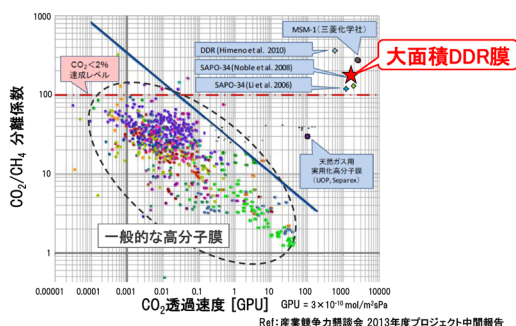 MSM-1(三菱化学社)
DDR (Himeno et al. 2010)
SAPO-34 (Noble et al. 2008)
SAPO-34 (Li et al. 2006)
大面積DDR膜
CO₂<2%
達成レベル
天然ガス用
実用化高分子膜
(UOP, Separex)
一般的な高分子膜
CO₂/CH₄ 分離係数
1000
100
10
1
0.00001 0.0001 0.001 0.01 0.1 1 10 100 1000 10000
CO₂透過速度 [GPU] GPU = 3×10⁻¹⁰ mol/m²sPa
Ref:産業競争力懇談会 2013年度プロジェクト中間報告